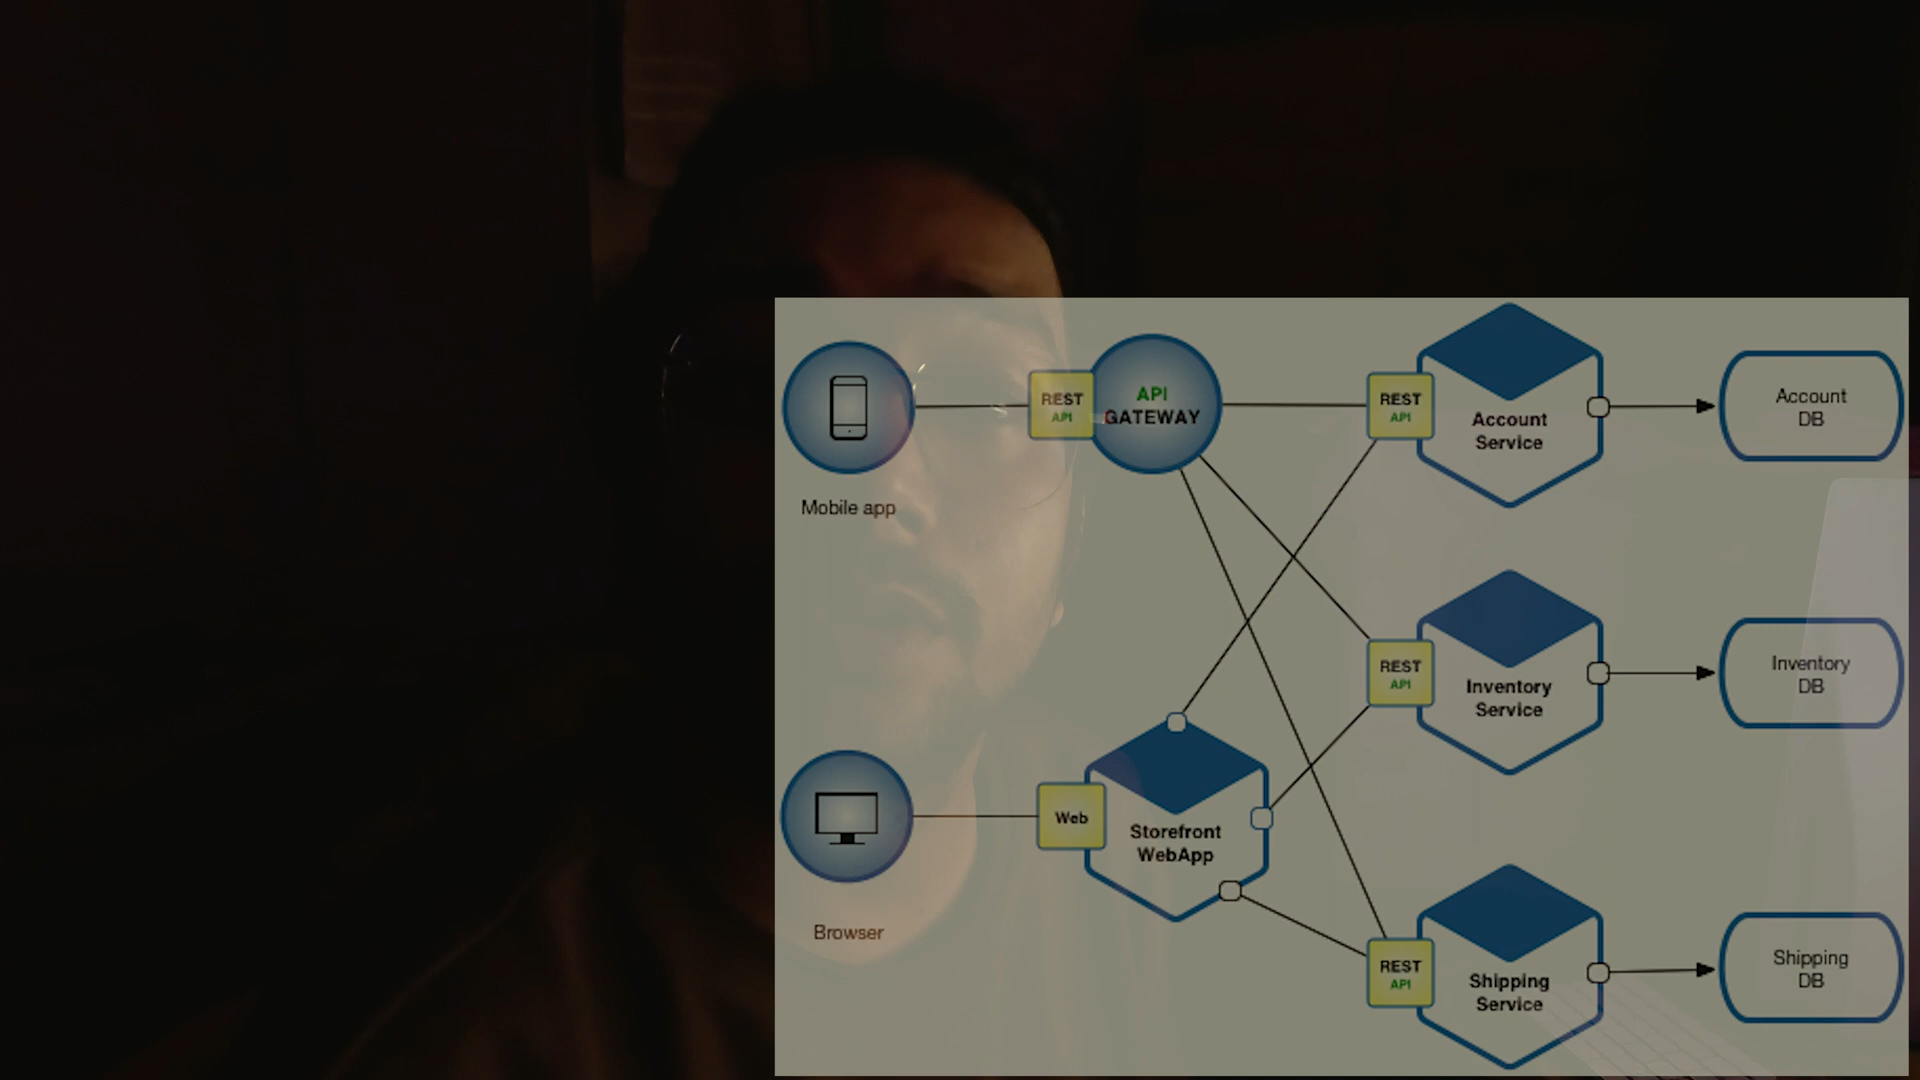 REST
API
API
GATEWAY
REST
API
Account
Service
Account
DB
Mobile app
REST
API
Inventory
Service
Inventory
DB
Web
Storefront
WebApp
Browser
REST
API
Shipping
Service
Shipping
DB